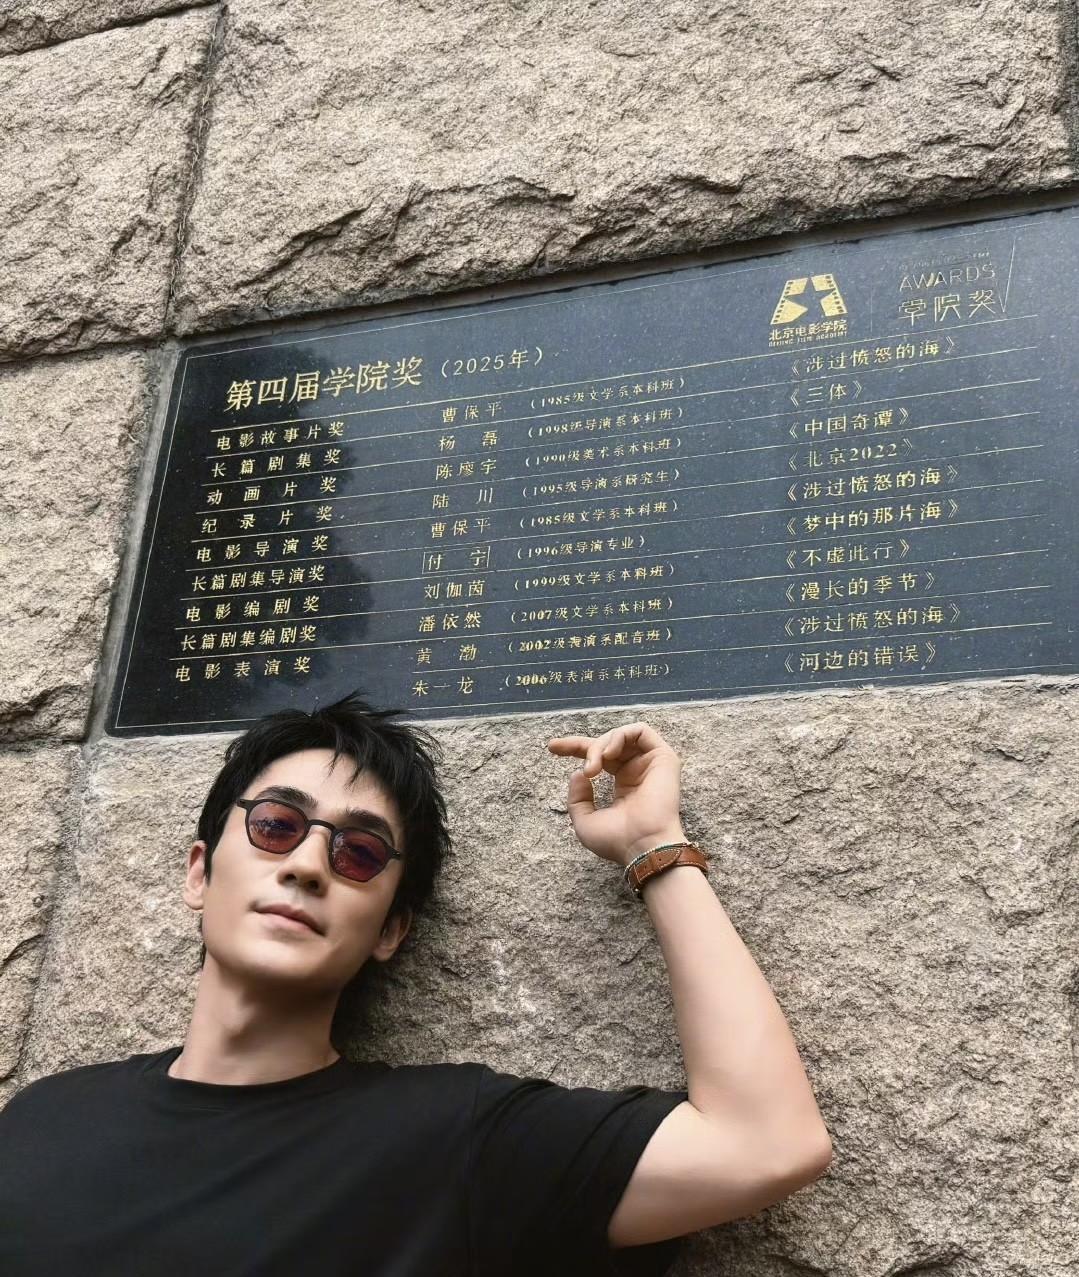 北京电影学院
BEIJING FILM ACADEMY
AWARDS
学院奖
第四届学院奖（2025年）
电影故事片奖 曹保平 （1985级文学系本科班） 《涉过愤怒的海》
长篇剧集奖 杨磊 （1998级导演系本科班） 《三体》
动画片奖 陈廖宇 （1990级美术系本科班） 《中国奇谭》
纪录片奖 陆川 （1995级导演系研究生） 《北京2022》
电影导演奖 曹保平 （1985级文学系本科班） 《涉过愤怒的海》
长篇剧集导演奖 付宁 （1996级导演专业） 《梦中的那片海》
电影编剧奖 刘伽茵 （1999级文学系本科班） 《不虚此行》
长篇剧集编剧奖 潘依然 （2007级文学系本科班） 《漫长的季节》
电影表演奖 黄渤 （2002级表演系配音班） 《涉过愤怒的海》
朱一龙 （2006级表演系本科班） 《河边的错误》